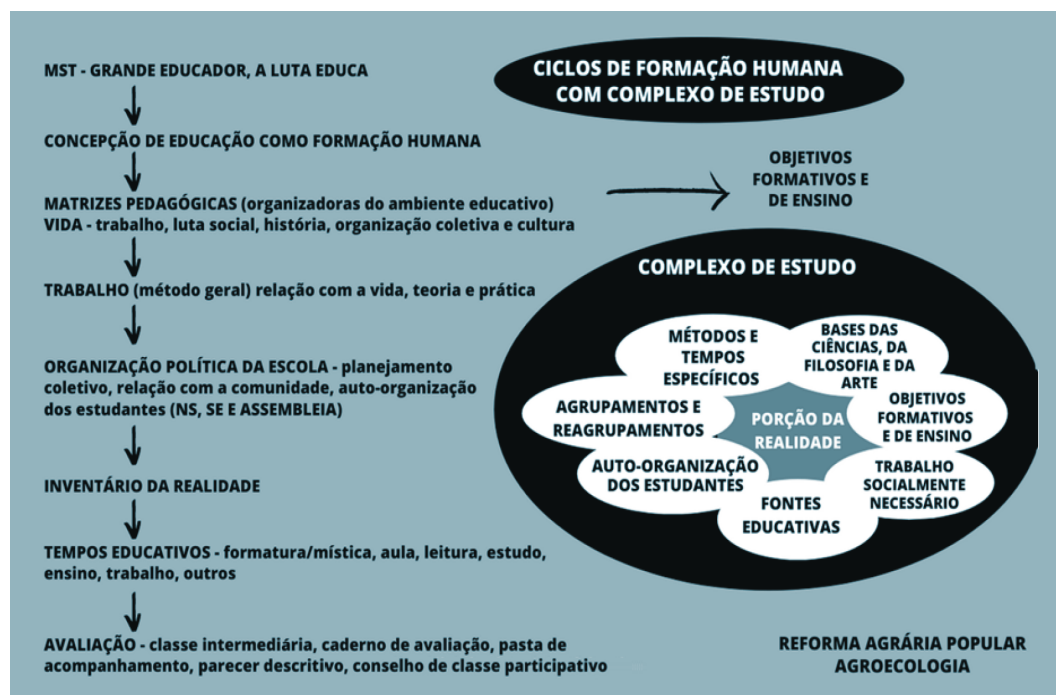 MST - GRANDE EDUCADOR, A LUTA EDUCA
CONCEPÇÃO DE EDUCAÇÃO COMO FORMAÇÃO HUMANA
MATRIZES PEDAGÓGICAS (organizadoras do ambiente educativo)
VIDA - trabalho, luta social, história, organização coletiva e cultura
TRABALHO (método geral) relação com a vida, teoria e prática
ORGANIZAÇÃO POLÍTICA DA ESCOLA - planejamento
coletivo, relação com a comunidade, auto-organização
dos estudantes (NS, SE E ASSEMBLEIA)
INVENTÁRIO DA REALIDADE
TEMPOS EDUCATIVOS - formatura/mística, aula, leitura, estudo,
ensino, trabalho, outros
AVALIAÇÃO - classe intermediária, caderno de avaliação, pasta de
acompanhamento, parecer descritivo, conselho de classe participativo
CICLOS DE FORMAÇÃO HUMANA
COM COMPLEXO DE ESTUDO
OBJETIVOS
FORMATIVOS E
DE ENSINO
COMPLEXO DE ESTUDO
MÉTODOS E
TEMPOS
ESPECÍFICOS
BASES DAS
CIÊNCIAS, DA
FILOSOFIA E DA
ARTE
AGRUPAMENTOS E
REAGRUPAMENTOS
PORÇÃO DA
REALIDADE
OBJETIVOS
FORMATIVOS
E DE ENSINO
AUTO-ORGANIZAÇÃO
DOS ESTUDANTES
TRABALHO
SOCIALMENTE
NECESSÁRIO
FONTES
EDUCATIVAS
REFORMA AGRÁRIA POPULAR
AGROECOLOGIA